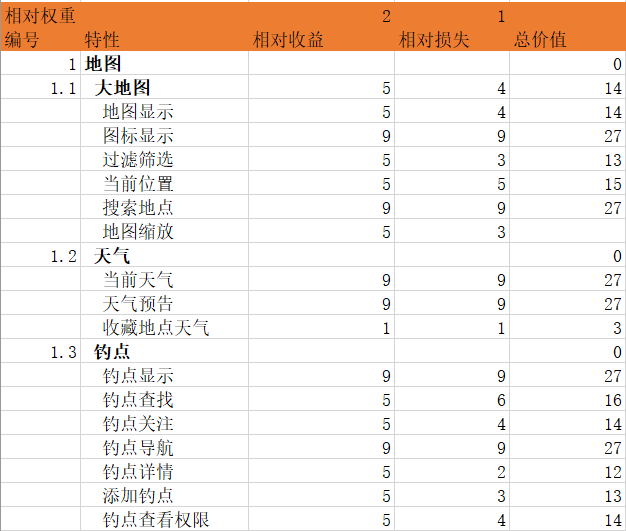 相对权重 2 1
编号 特性 相对收益 相对损失 总价值
1 地图 0
1.1 大地图 5 4 14
地图显示 5 4 14
图标显示 9 9 27
过滤筛选 5 3 13
当前位置 5 5 15
搜索地点 9 9 27
地图缩放 5 3
1.2 天气 0
当前天气 9 9 27
天气预告 9 9 27
收藏地点天气 1 1 3
1.3 钓点 0
钓点显示 9 9 27
钓点查找 5 6 16
钓点关注 5 4 14
钓点导航 9 9 27
钓点详情 5 2 12
添加钓点 5 3 13
钓点查看权限 5 4 14